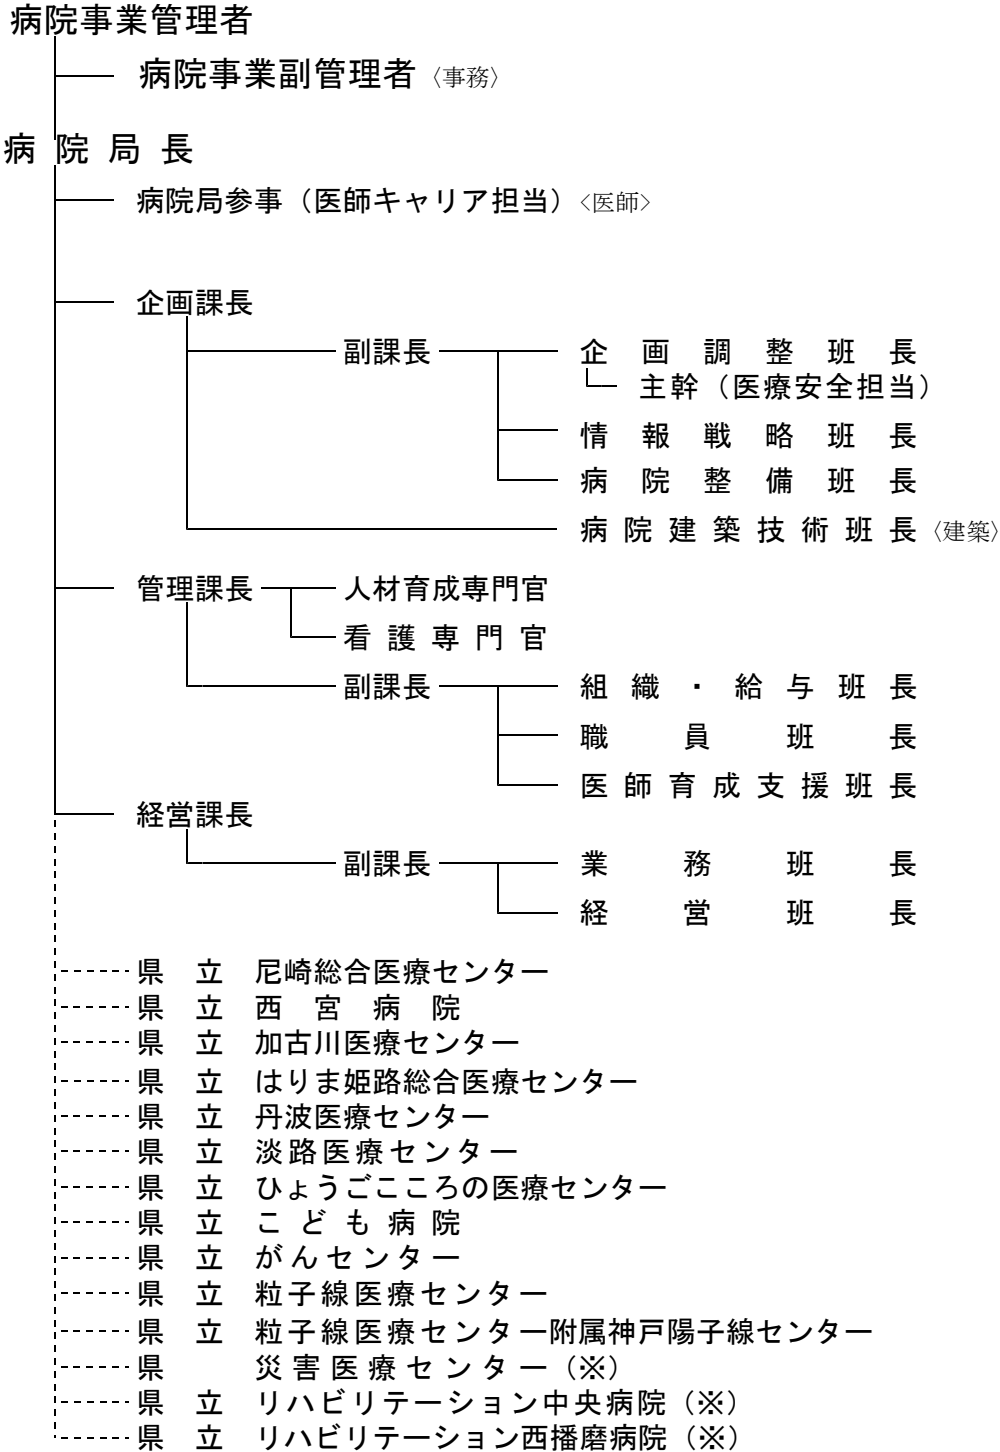 病院事業管理者
病院事業副管理者〈事務〉
病院局長
病院局参事（医師キャリア担当）<医師>
企画課長
副課長 企画調整班長
主幹（医療安全担当）
情報戦略班長
病院整備班長
病院建築技術班長〈建築〉
管理課長 人材育成専門官
看護専門官
副課長 組織・給与班長
職員班長
医師育成支援班長
経営課長
副課長 業務班長
経営班長
県立 尼崎総合医療センター
県立 西宮病院
県立 加古川医療センター
県立 はりま姫路総合医療センター
県立 丹波医療センター
県立 淡路医療センター
県立 ひょうごこころの医療センター
県立 こども病院
県立 がんセンター
県立 粒子線医療センター
県立 粒子線医療センター附属神戸陽子線センター
県 災害医療センター（※）
県立 リハビリテーション中央病院（※）
県立 リハビリテーション西播磨病院（※）